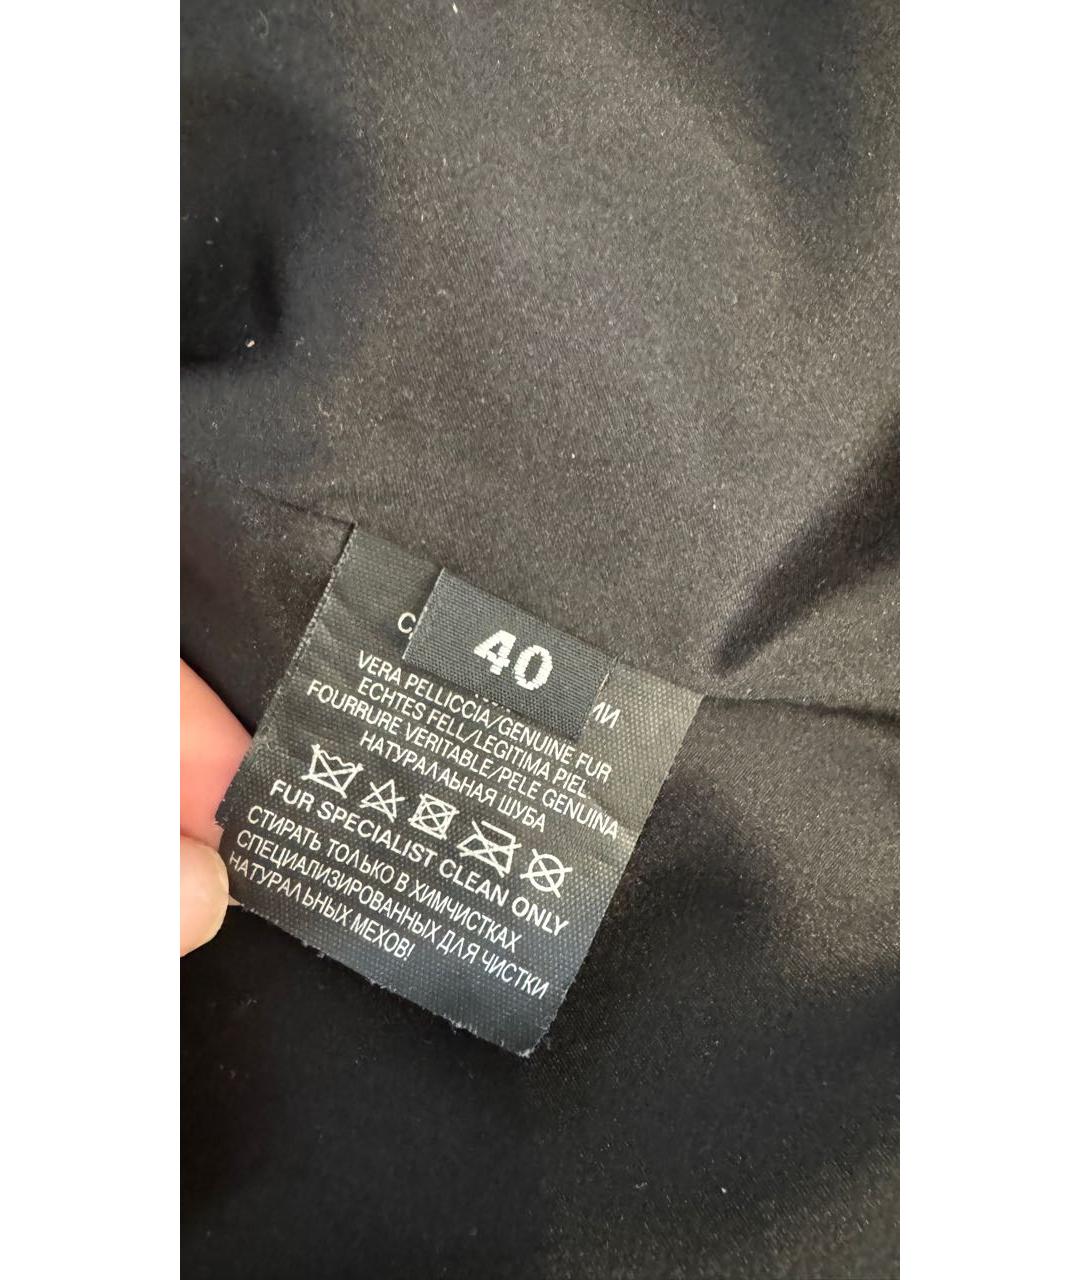 40
VERA PELLICCIA/GENUINE FUR
ECHTES FELL/LEGITIMA PIEL
FOURRURE VERITABLE/PELE GENUINA
НАТУРАЛЬНАЯ ШУБА
FUR SPECIALIST CLEAN ONLY
СТИРАТЬ ТОЛЬКО В ХИМЧИСТКАХ
СПЕЦИАЛИЗИРОВАННЫХ ДЛЯ ЧИСТКИ
НАТУРАЛЬНЫХ МЕХОВ!